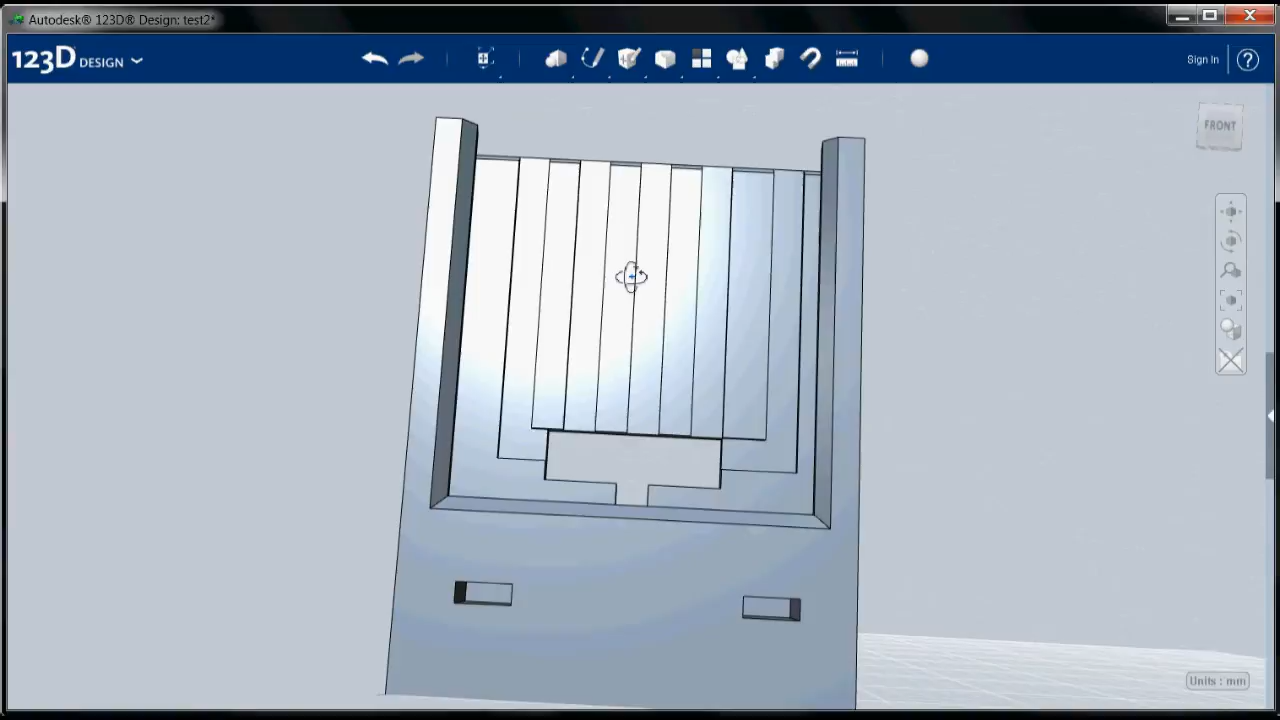 Autodesk® 123D® Design: test2*
123D DESIGN
Sign In
?
FRONT
Units : mm